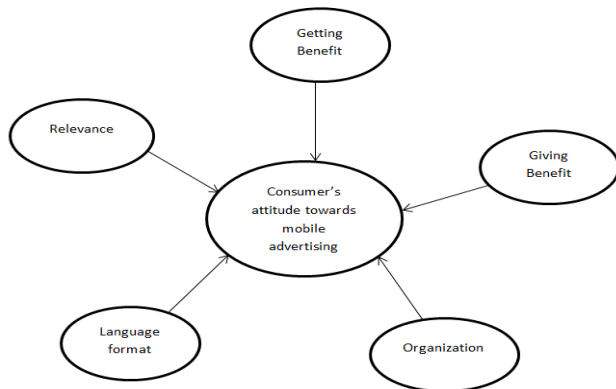 Getting
Benefit
Relevance
Giving
Benefit
Consumer's
attitude towards
mobile
advertising
Language
format
Organization